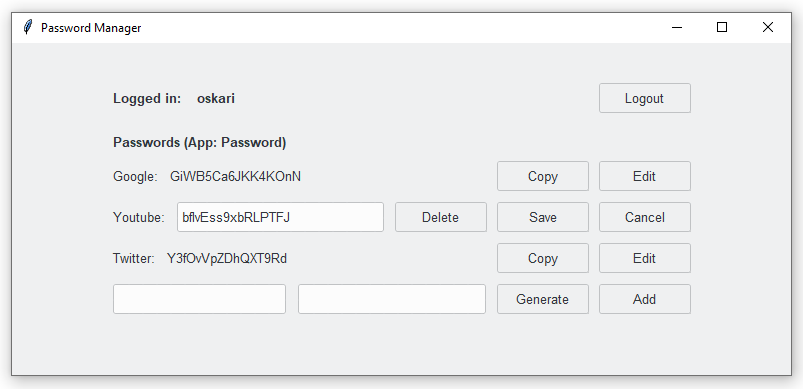 Password Manager
Logged in: oskari Logout
Passwords (App: Password)
Google: GiWB5Ca6JKK4KOnN Copy Edit
Youtube: bflvEss9xbRLPTFJ Delete Save Cancel
Twitter: Y3fOvVpZDhQXT9Rd Copy Edit
Generate Add